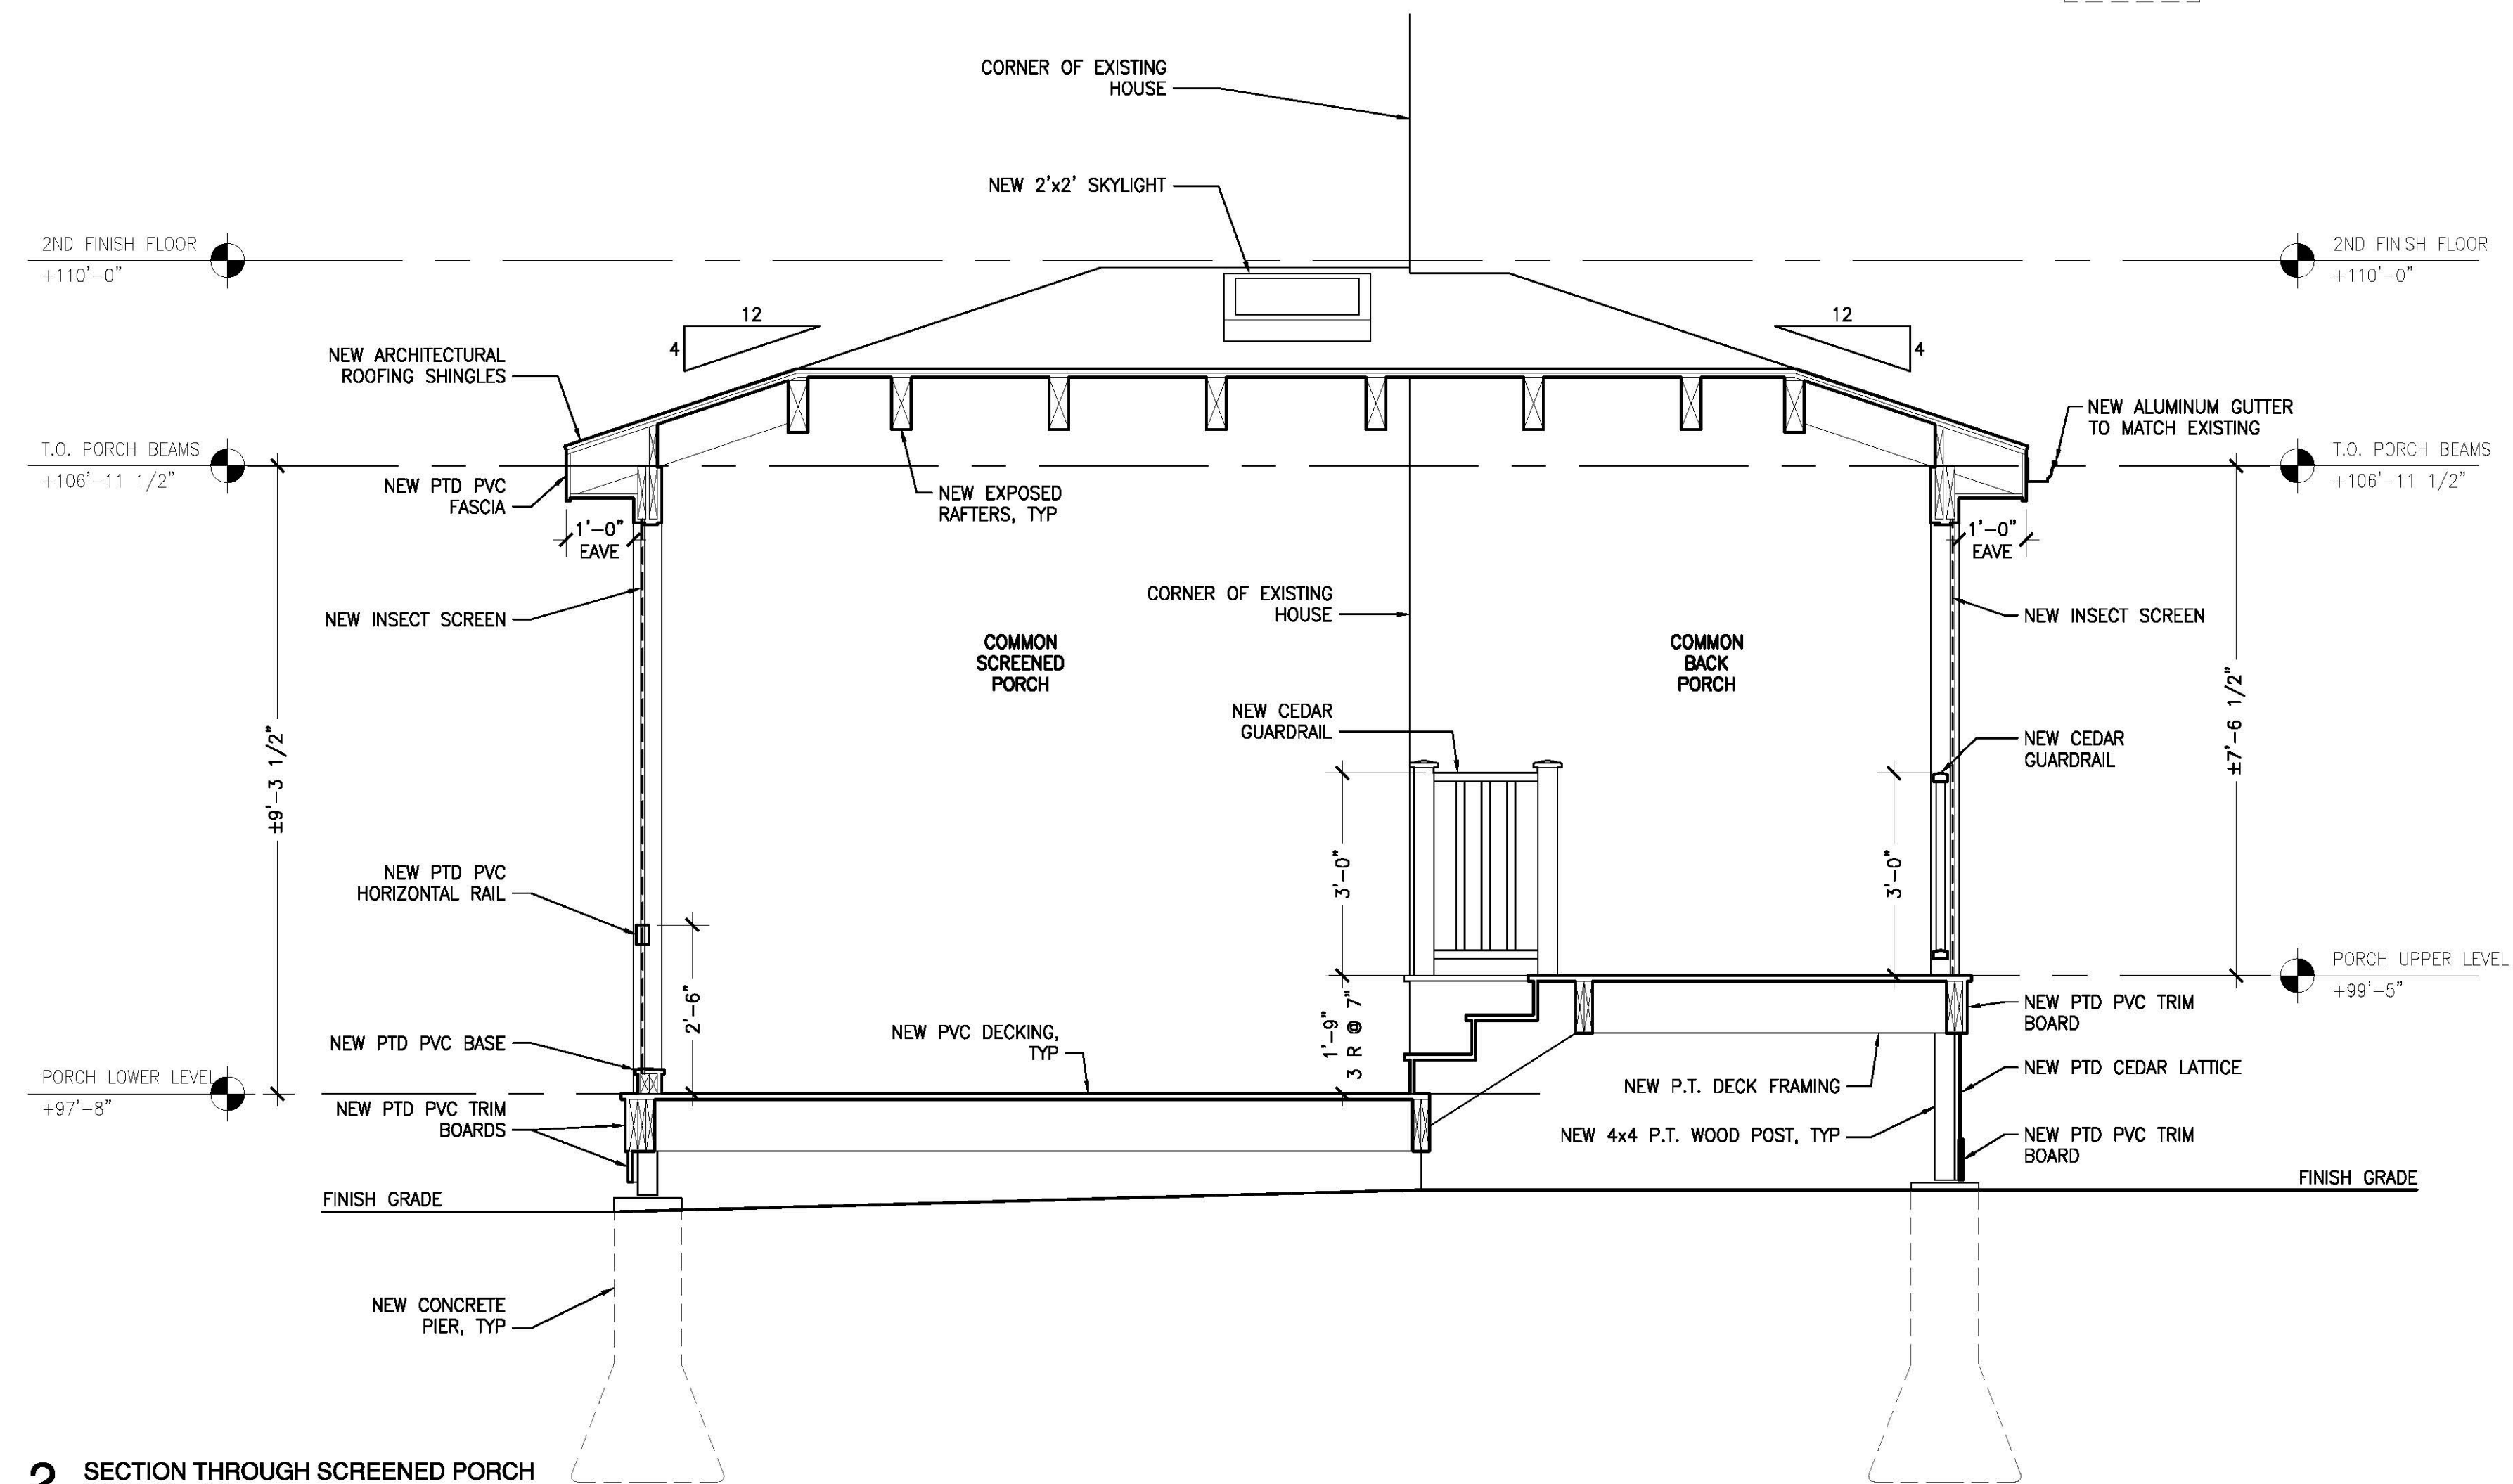 CORNER OF EXISTING
HOUSE
NEW 2'x2' SKYLIGHT
2ND FINISH FLOOR
+110'-0"
2ND FINISH FLOOR
+110'-0"
12
4
12
4
NEW ARCHITECTURAL
ROOFING SHINGLES
NEW ALUMINUM GUTTER
TO MATCH EXISTING
T.O. PORCH BEAMS
+106'-11 1/2"
T.O. PORCH BEAMS
+106'-11 1/2"
NEW PTD PVC
FASCIA
NEW EXPOSED
RAFTERS, TYP
1'-0"
EAVE
1'-0"
EAVE
NEW INSECT SCREEN
CORNER OF EXISTING
HOUSE
NEW INSECT SCREEN
COMMON
SCREENED
PORCH
COMMON
BACK
PORCH
±9'-3 1/2"
±7'-6 1/2"
NEW CEDAR
GUARDRAIL
NEW CEDAR
GUARDRAIL
3'-0"
3'-0"
NEW PTD PVC
HORIZONTAL RAIL
2'-6"
PORCH UPPER LEVEL
+99'-5"
1'-9"
3 R @ 7"
NEW PTD PVC TRIM
BOARD
NEW PVC DECKING,
TYP
NEW PTD PVC BASE
NEW PTD CEDAR LATTICE
PORCH LOWER LEVEL
+97'-8"
NEW P.T. DECK FRAMING
NEW PTD PVC TRIM
BOARDS
NEW 4x4 P.T. WOOD POST, TYP
NEW PTD PVC TRIM
BOARD
FINISH GRADE
FINISH GRADE
NEW CONCRETE
PIER, TYP
SECTION THROUGH SCREENED PORCH